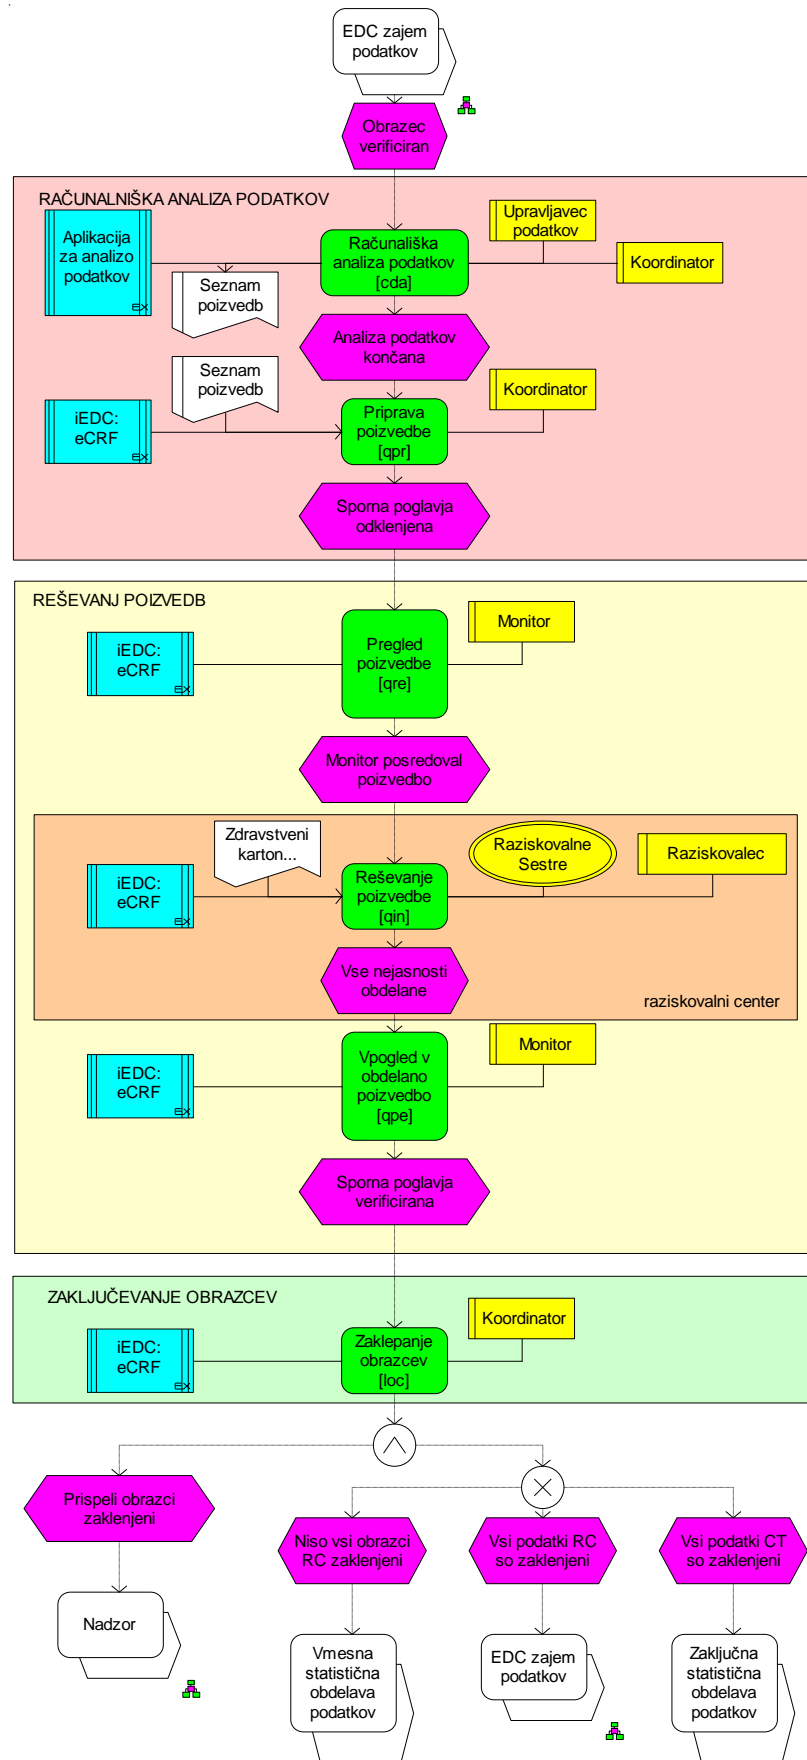 EDC zajem
podatkov
Obrazec
verificiran
RAČUNALNIŠKA ANALIZA PODATKOV
Aplikacija
za analizo
podatkov
Seznam
poizvedb
Računališka
analiza podatkov
[cda]
Upravljavec
podatkov
Koordinator
Analiza podatkov
končana
Seznam
poizvedb
iEDC:
eCRF
Priprava
poizvedbe
[qpr]
Koordinator
Sporna poglavja
odklenjena
REŠEVANJ POIZVEDB
iEDC:
eCRF
Pregled
poizvedbe
[qre]
Monitor
Monitor posredoval
poizvedbo
Zdravstveni
karton...
Raziskovalne
Sestre
Raziskovalec
iEDC:
eCRF
Reševanje
poizvedbe
[qin]
Vse nejasnosti
obdelane
raziskovalni center
iEDC:
eCRF
Vpogled v
obdelano
poizvedbo
[qpe]
Monitor
Sporna poglavja
verificirana
ZAKLJUČEVANJE OBRAZCEV
iEDC:
eCRF
Zaklepanje
obrazcev
[loc]
Koordinator
Prispeli obrazci
zaklenjeni
Niso vsi obrazci
RC zaklenjeni
Vsi podatki RC
so zaklenjeni
Vsi podatki CT
so zaklenjeni
Nadzor
Vmesna
statistična
obdelava
podatkov
EDC zajem
podatkov
Zaključna
statistična
obdelava
podatkov